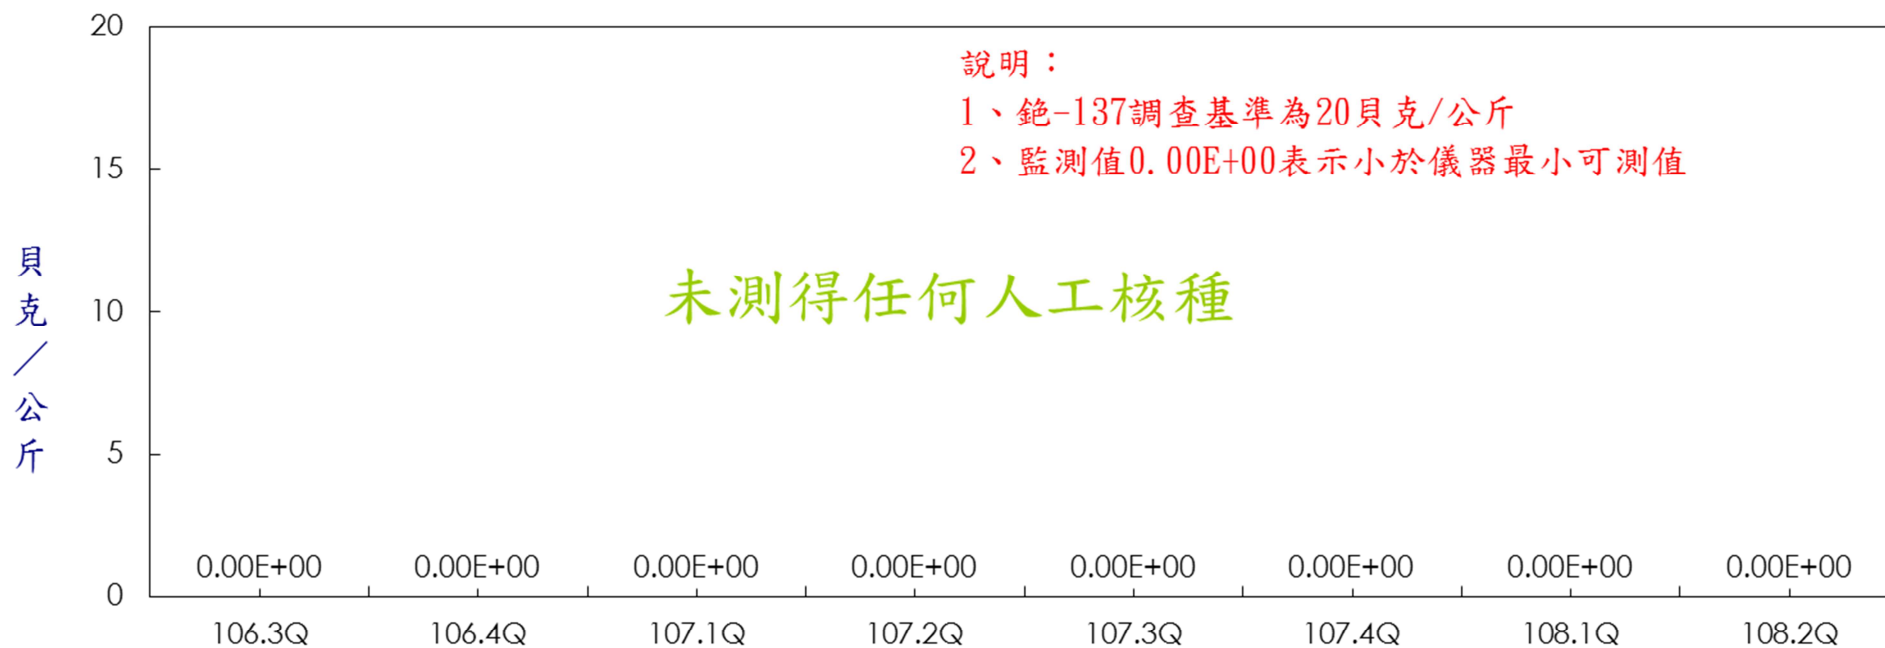 20
說明：
1、銫-137調查基準為20貝克/公斤
2、監測值0.00E+00表示小於儀器最小可測值
15
貝克／公斤
未測得任何人工核種
10
5
0.00E+00 0.00E+00 0.00E+00 0.00E+00 0.00E+00 0.00E+00 0.00E+00 0.00E+00
0
106.3Q 106.4Q 107.1Q 107.2Q 107.3Q 107.4Q 108.1Q 108.2Q